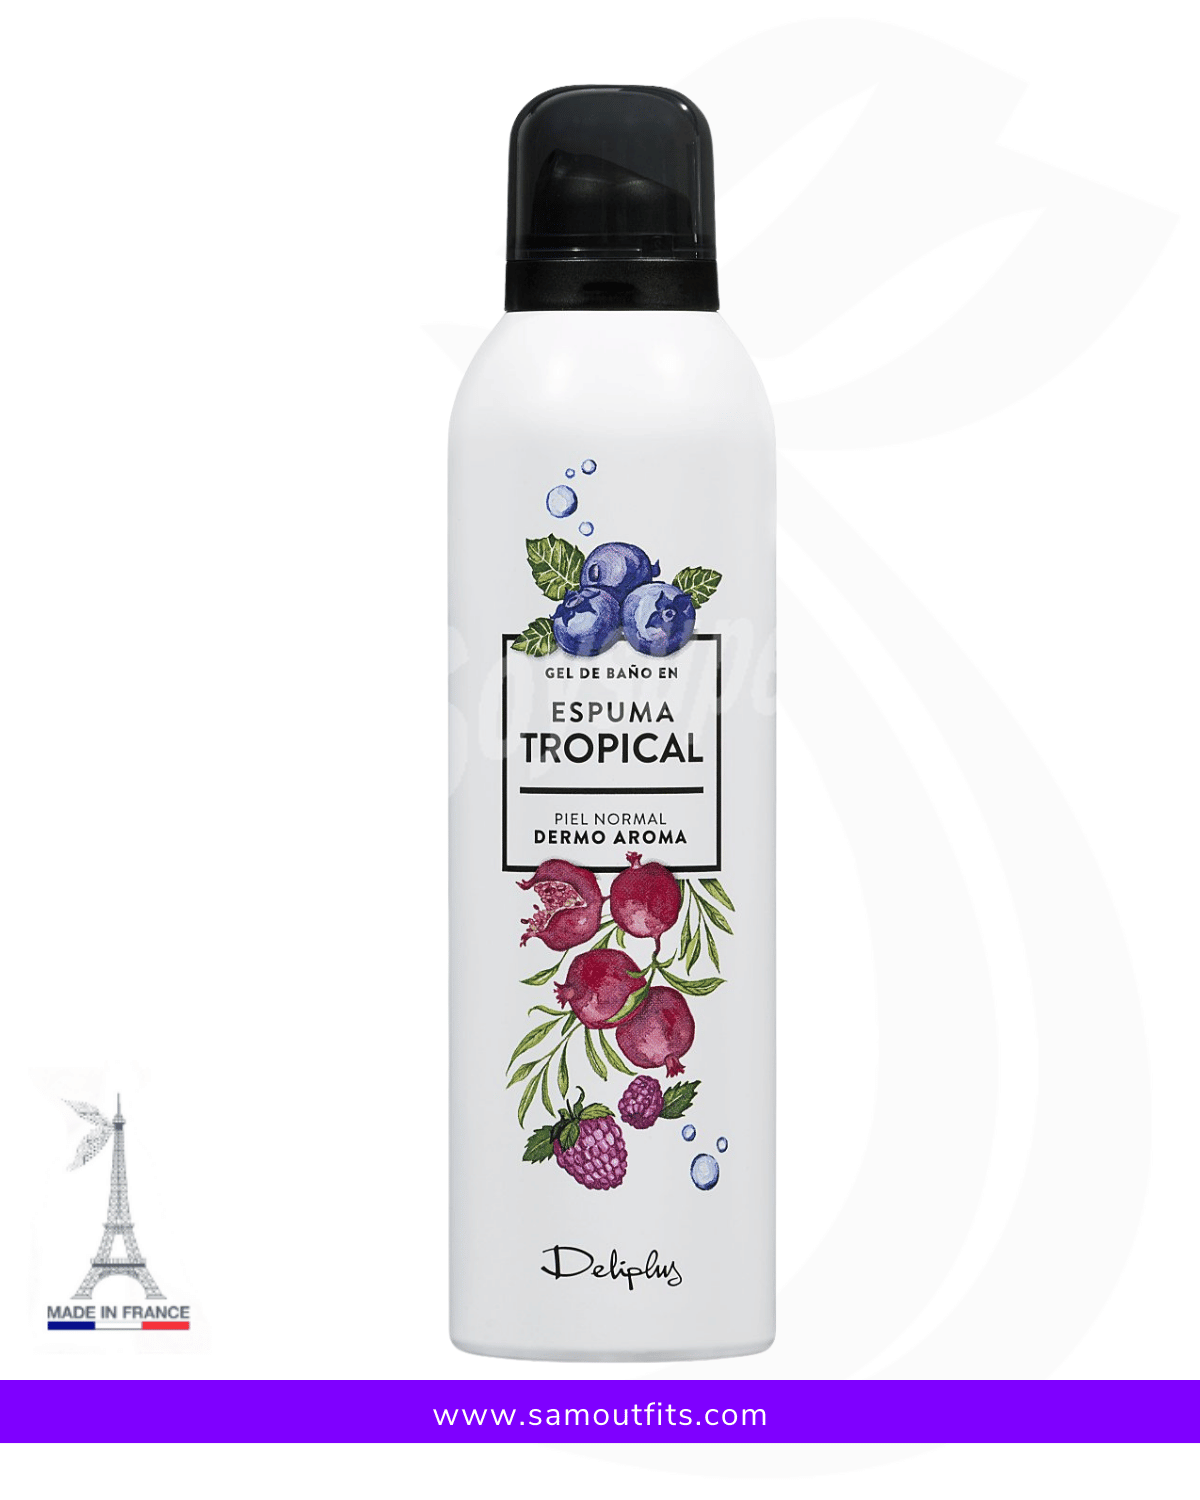 GEL DE BAÑO EN
ESPUMA
TROPICAL
PIEL NORMAL
DERMO AROMA
Deliplus
MADE IN FRANCE
www.samoutfits.com